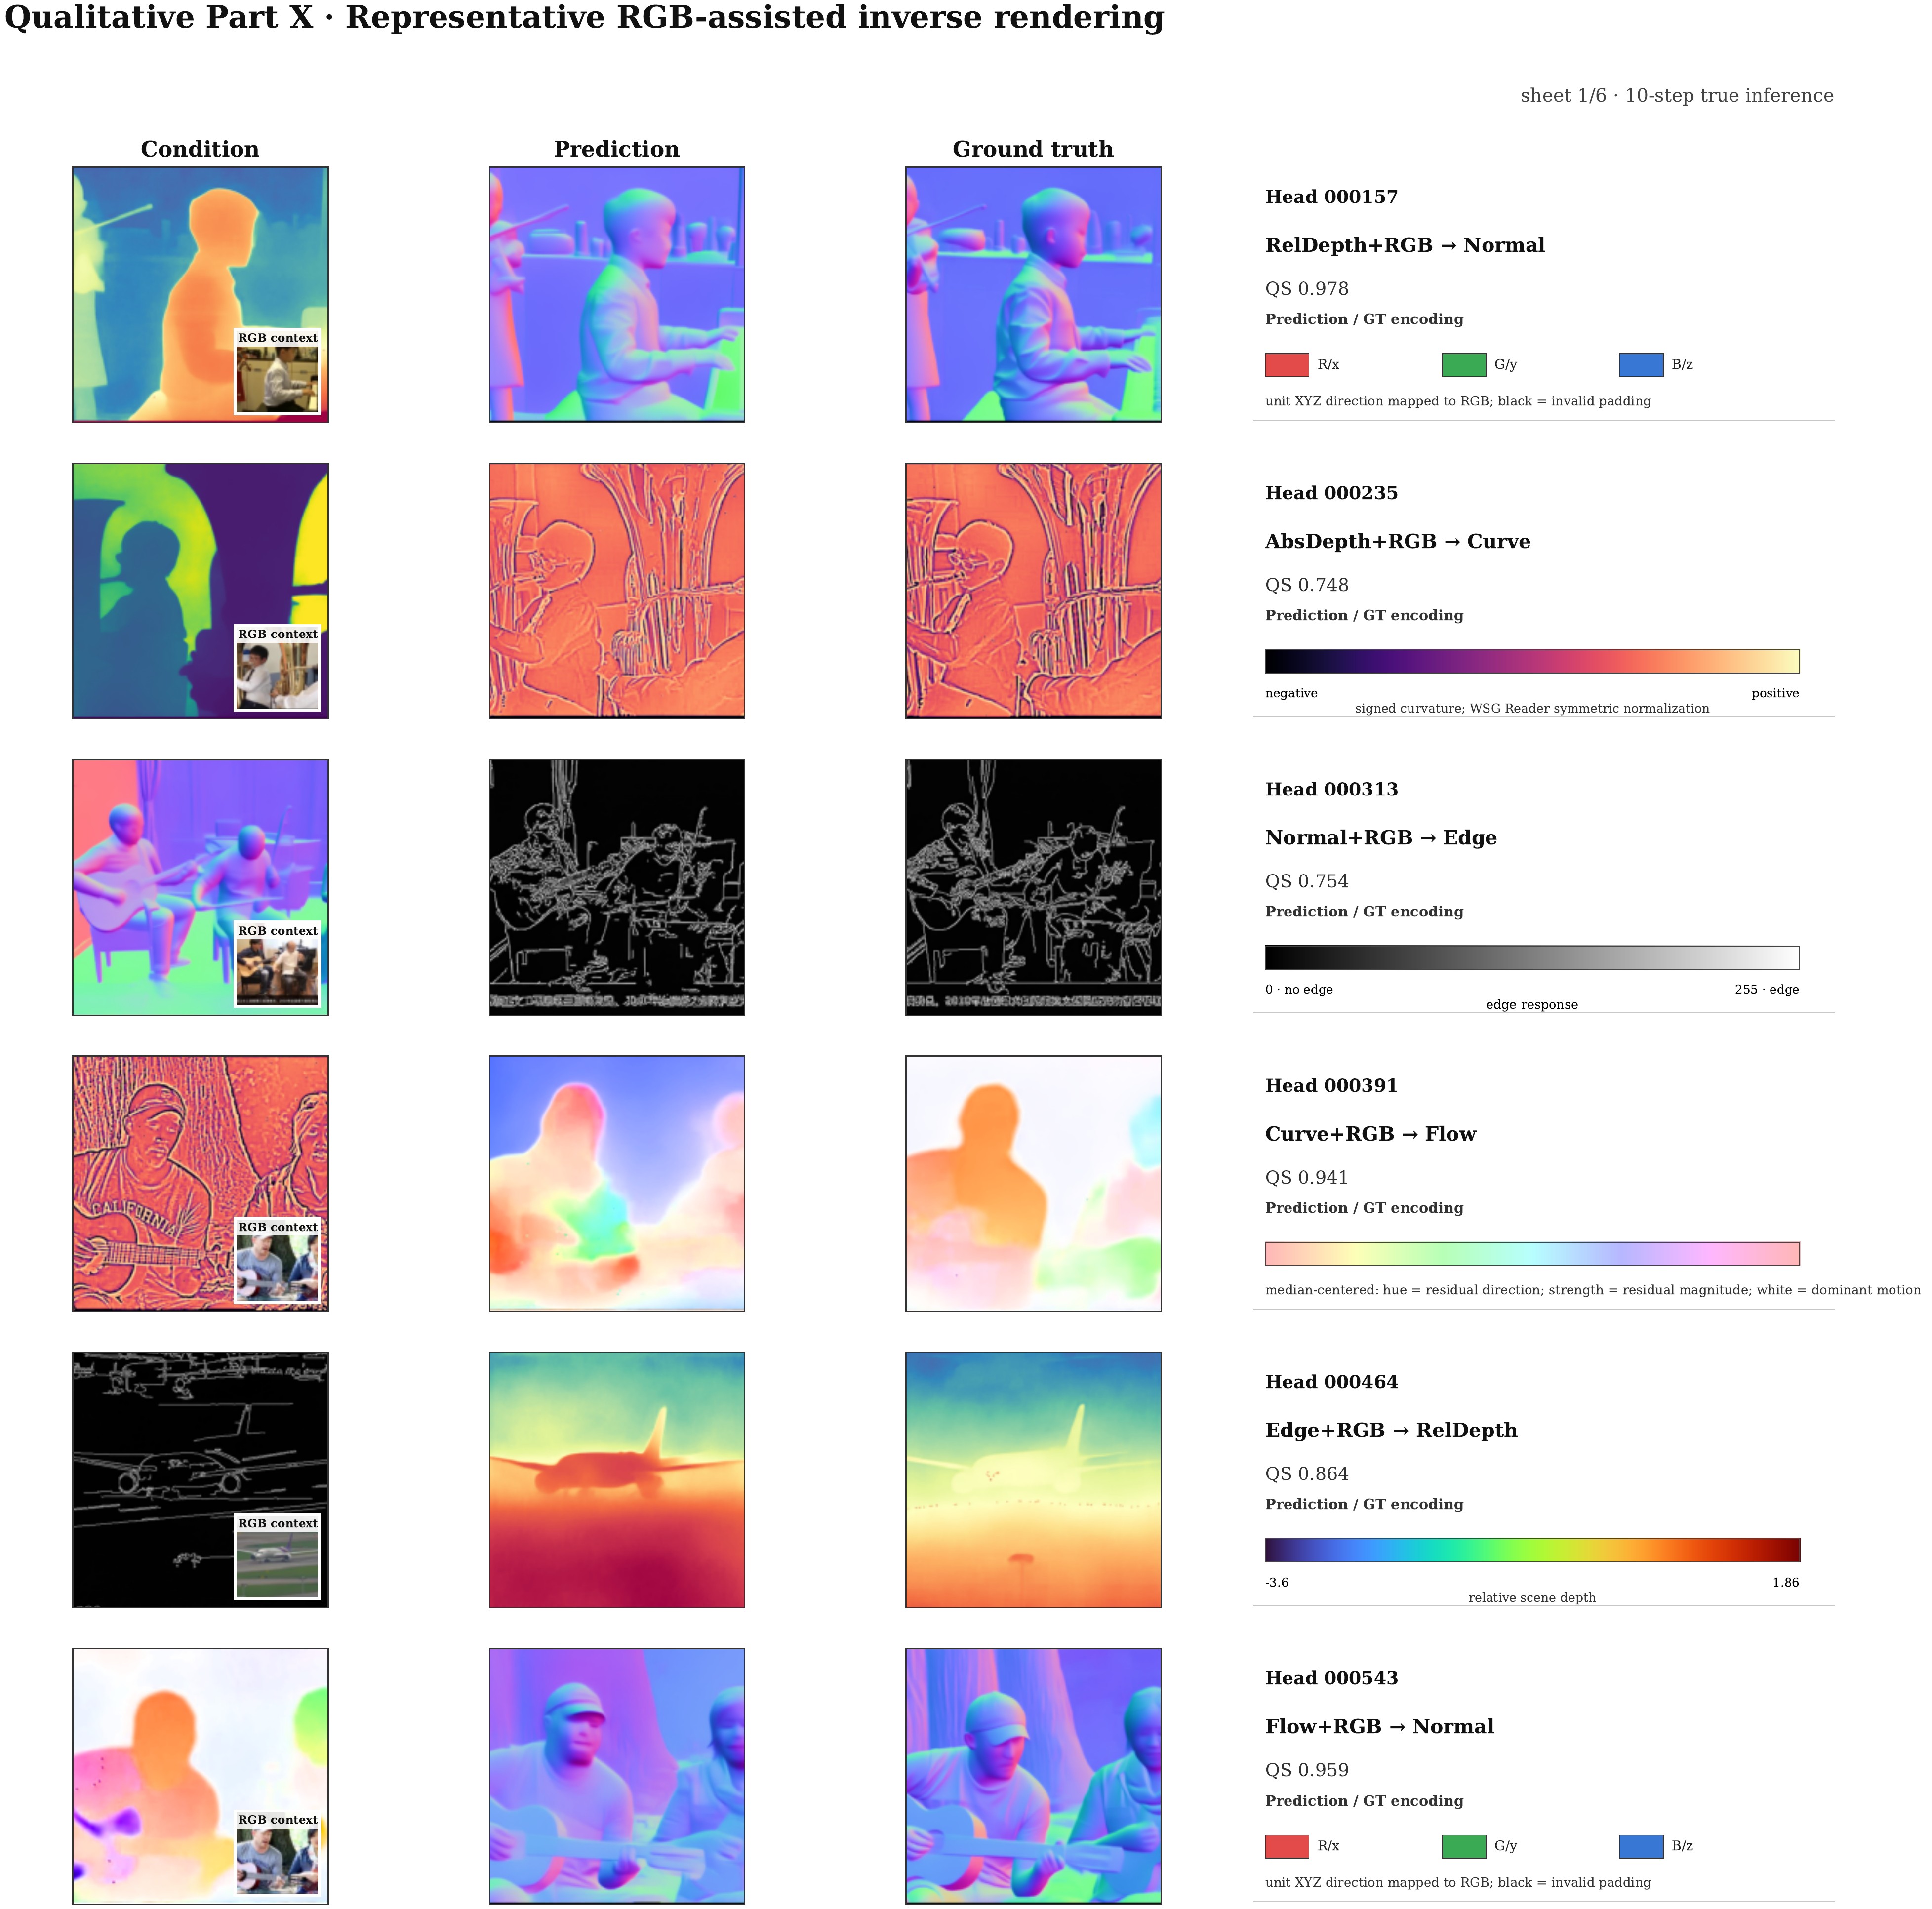 Qualitative Part X · Representative RGB-assisted inverse rendering
sheet 1/6 · 10-step true inference
Condition
Prediction
Ground truth
RGB context
Head 000157
RelDepth+RGB → Normal
QS 0.978
Prediction / GT encoding
R/x
G/y
B/z
unit XYZ direction mapped to RGB; black = invalid padding
RGB context
Head 000235
AbsDepth+RGB → Curve
QS 0.748
Prediction / GT encoding
negative
positive
signed curvature; WSG Reader symmetric normalization
RGB context
Head 000313
Normal+RGB → Edge
QS 0.754
Prediction / GT encoding
0 · no edge
255 · edge
edge response
CALIFORNIA
RGB context
Head 000391
Curve+RGB → Flow
QS 0.941
Prediction / GT encoding
median-centered: hue = residual direction; strength = residual magnitude; white = dominant motion
RGB context
Head 000464
Edge+RGB → RelDepth
QS 0.864
Prediction / GT encoding
-3.6
1.86
relative scene depth
RGB context
Head 000543
Flow+RGB → Normal
QS 0.959
Prediction / GT encoding
R/x
G/y
B/z
unit XYZ direction mapped to RGB; black = invalid padding